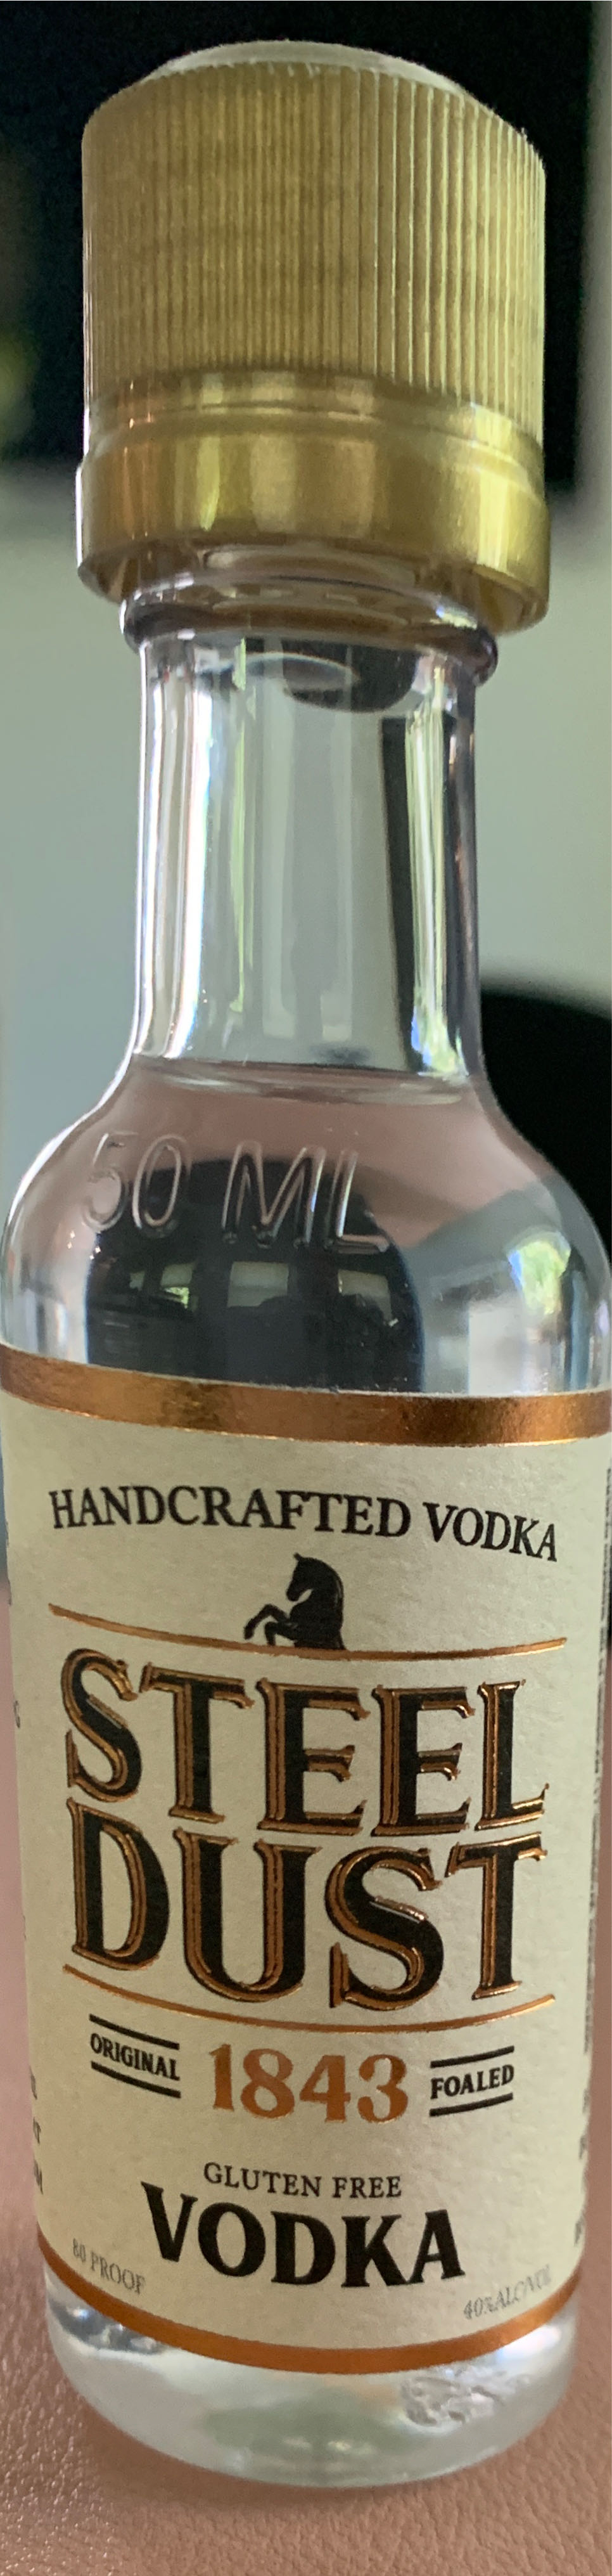 50 ML
HANDCRAFTED VODKA
STEEL
DUST
ORIGINAL 1843 FOALED
GLUTEN FREE
VODKA
80 PROOF
40% ALC/VOL